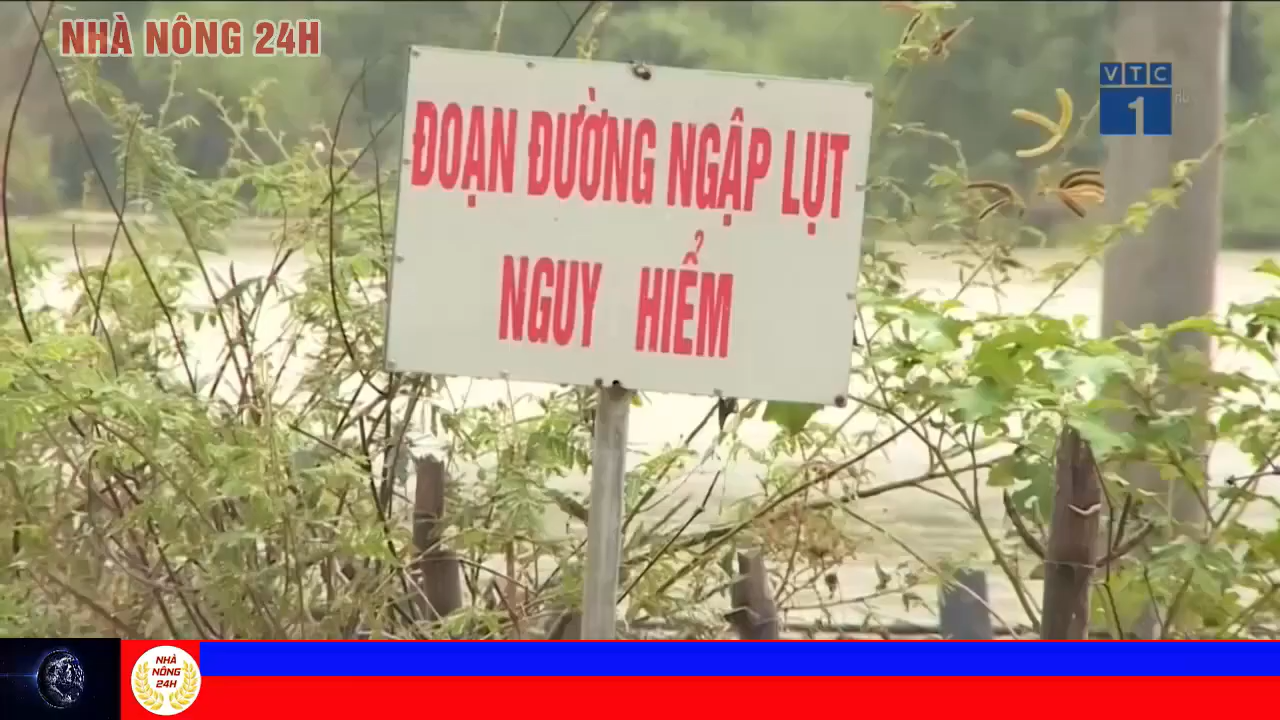 NHÀ NÔNG 24H
VTC
1
ĐOẠN ĐƯỜNG NGẬP LỤT
NGUY HIỂM
NHÀ
NÔNG
24H